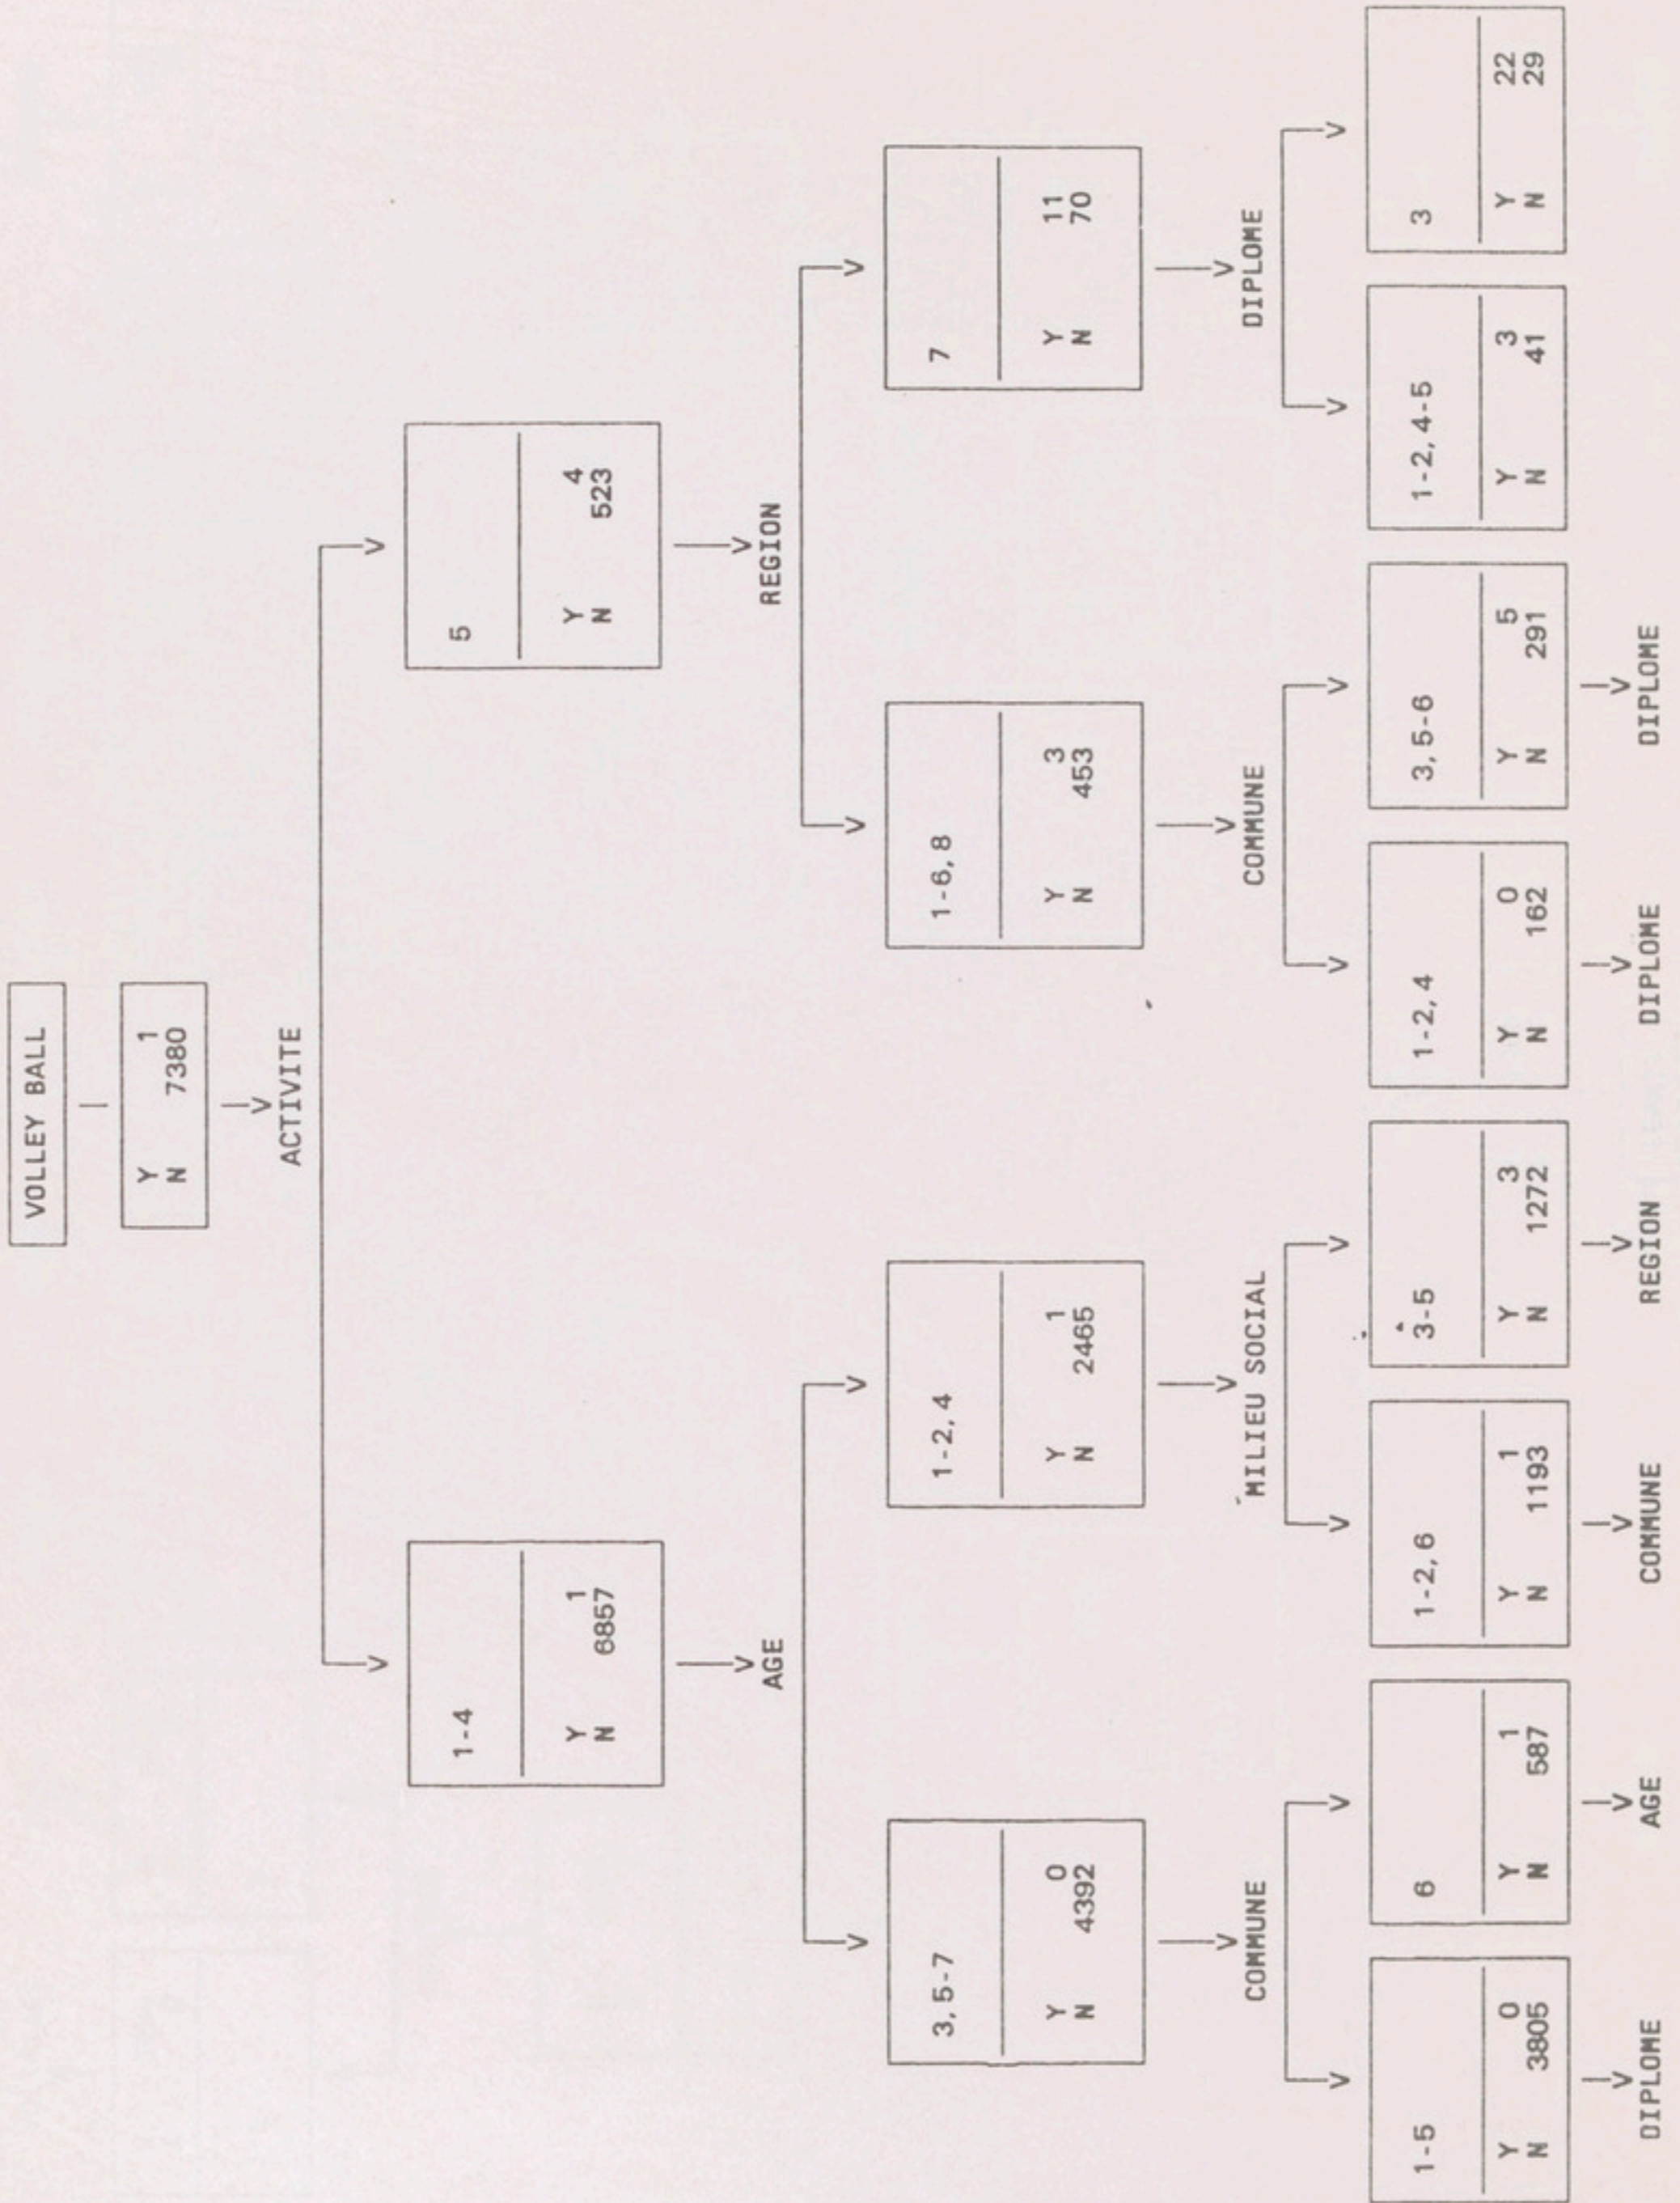 VOLLEY BALL
Y 1
N 7380
ACTIVITE
1-4
Y 1
N 6857
5
Y 4
N 523
AGE
REGION
3,5-7
Y 0
N 4392
1-2,4
Y 1
N 2465
1-6,8
Y 3
N 453
7
Y 11
N 70
COMMUNE
MILIEU SOCIAL
COMMUNE
DIPLOME
1-5
Y 0
N 3805
6
Y 1
N 587
1-2,6
Y 1
N 1193
3-5
Y 3
N 1272
1-2,4
Y 0
N 162
3,5-6
Y 5
N 291
1-2,4-5
Y 3
N 41
3
Y 22
N 29
DIPLOME
AGE
COMMUNE
REGION
DIPLOME
DIPLOME